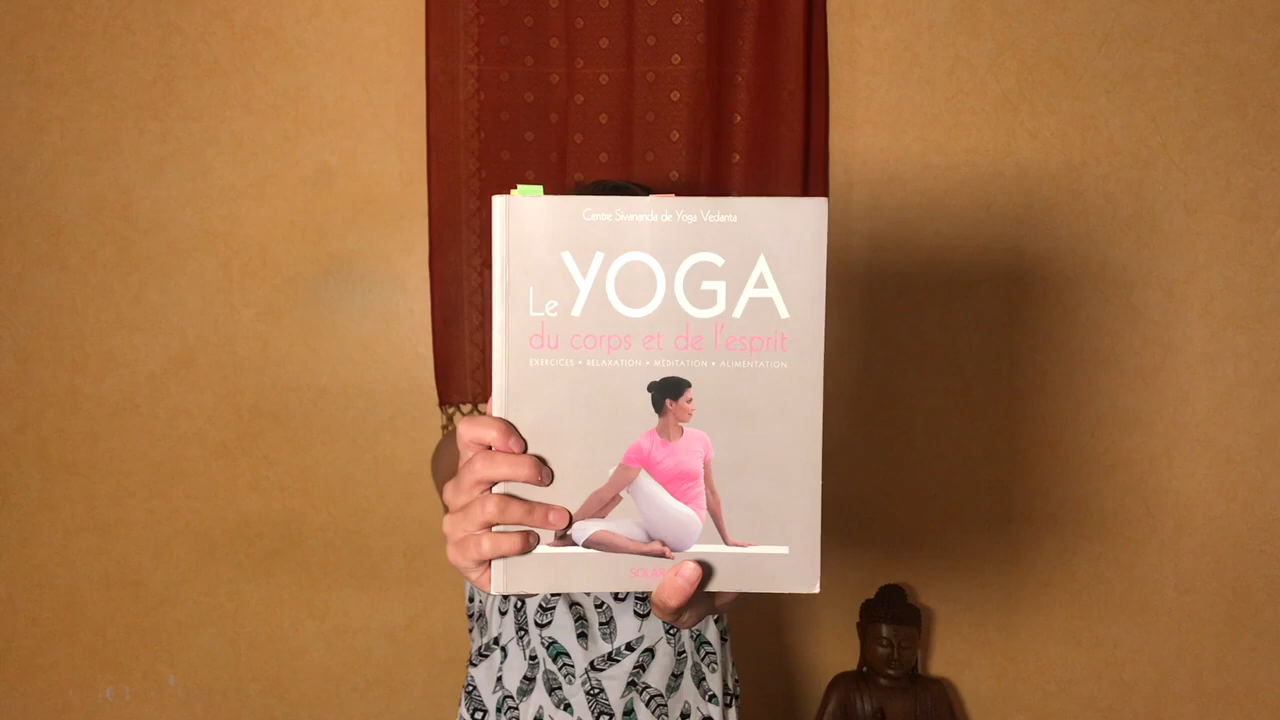 Centre Sivananda de Yoga Vedanta
Le YOGA
du corps et de l'esprit
EXERCICES • RELAXATION • MÉDITATION • ALIMENTATION